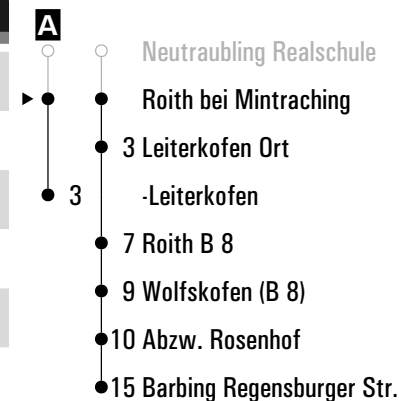 A
Neutraubling Realschule
Roith bei Mintraching
3 Leiterkofen Ort
3 -Leiterkofen
7 Roith B 8
9 Wolfskofen (B 8)
10 Abzw. Rosenhof
15 Barbing Regensburger Str.